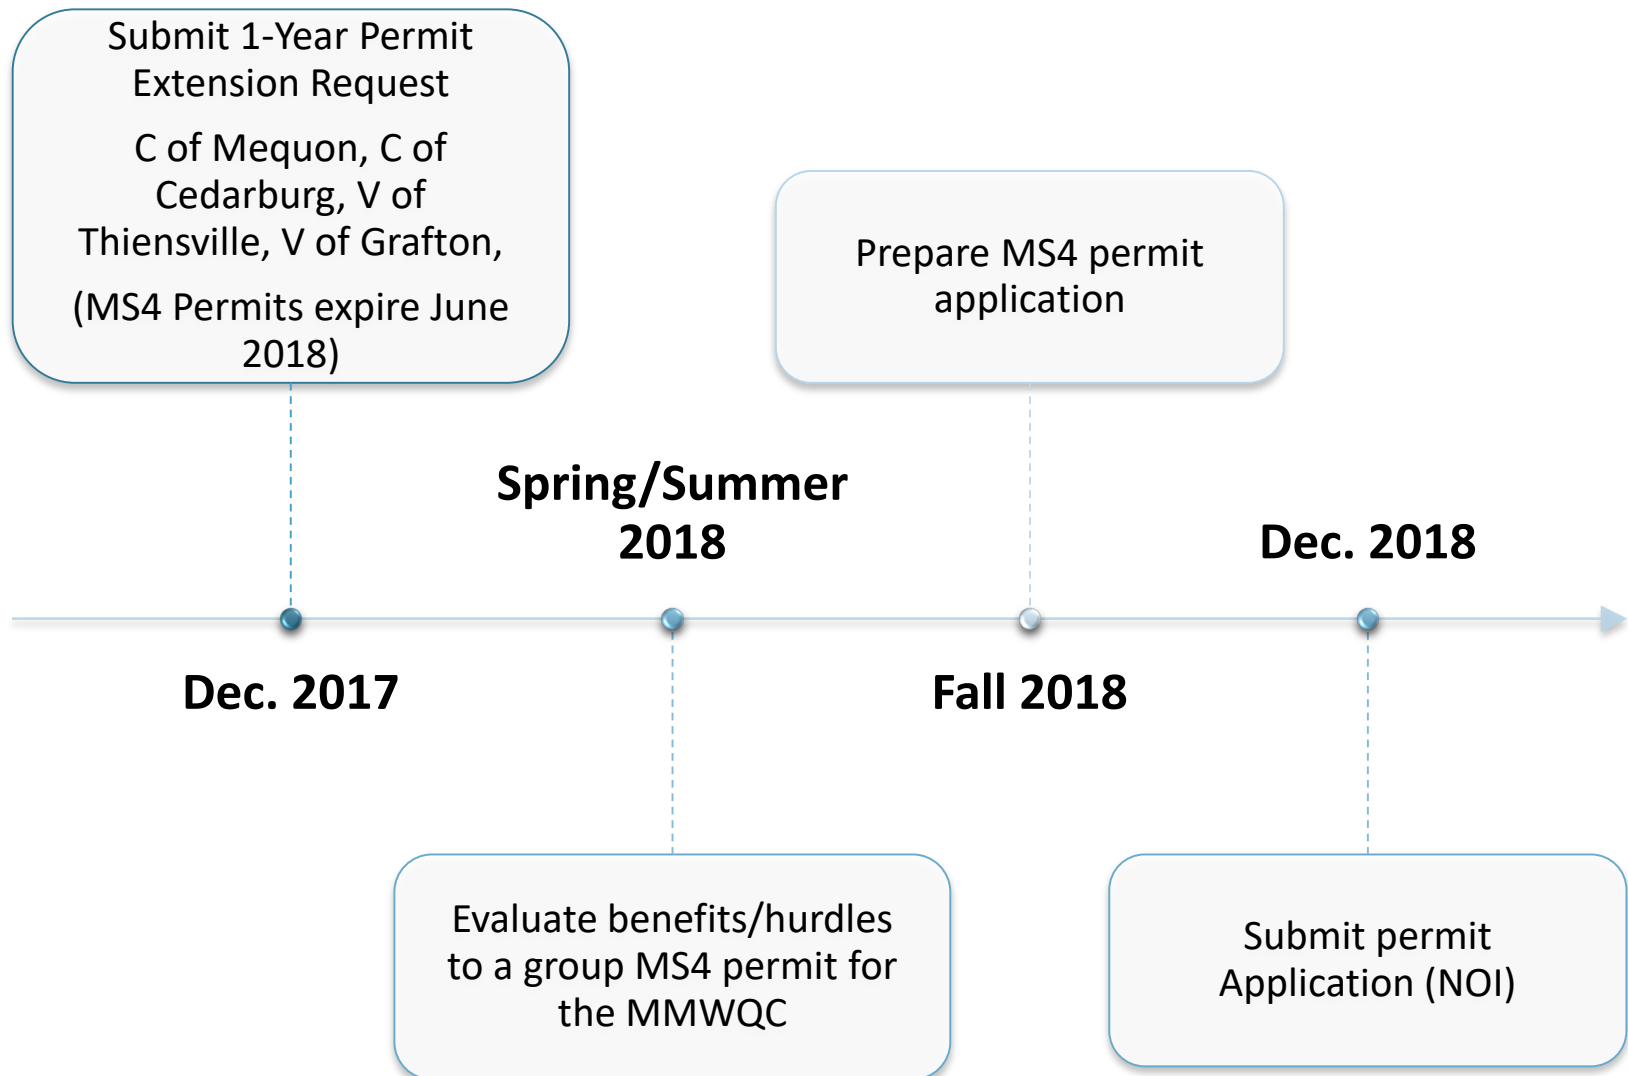 Submit 1-Year Permit
Extension Request
C of Mequon, C of
Cedarburg, V of
Thiensville, V of Grafton,
(MS4 Permits expire June
2018)
Dec. 2017
Spring/Summer
2018
Evaluate benefits/hurdles
to a group MS4 permit for
the MMWQC
Prepare MS4 permit
application
Fall 2018
Dec. 2018
Submit permit
Application (NOI)